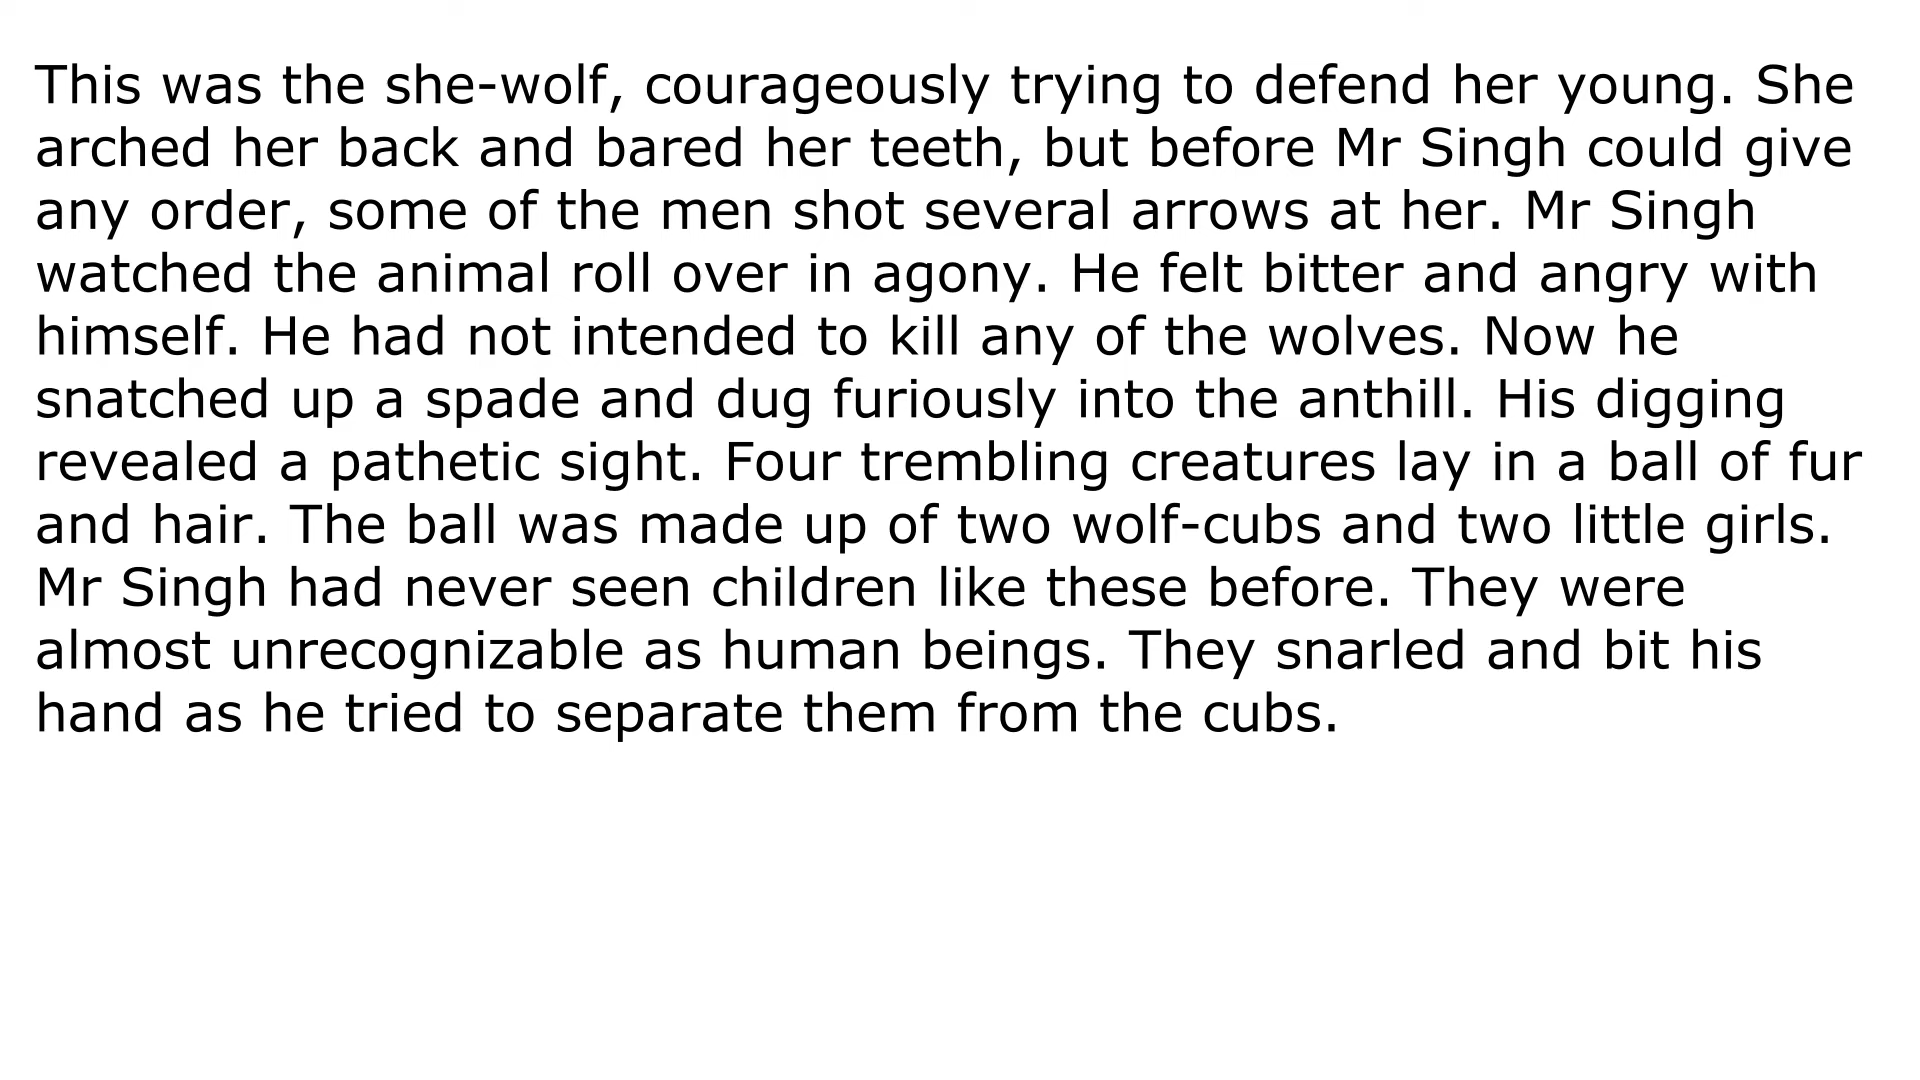 This was the she-wolf, courageously trying to defend her young. She
arched her back and bared her teeth, but before Mr Singh could give
any order, some of the men shot several arrows at her. Mr Singh
watched the animal roll over in agony. He felt bitter and angry with
himself. He had not intended to kill any of the wolves. Now he
snatched up a spade and dug furiously into the anthill. His digging
revealed a pathetic sight. Four trembling creatures lay in a ball of fur
and hair. The ball was made up of two wolf-cubs and two little girls.
Mr Singh had never seen children like these before. They were
almost unrecognizable as human beings. They snarled and bit his
hand as he tried to separate them from the cubs.